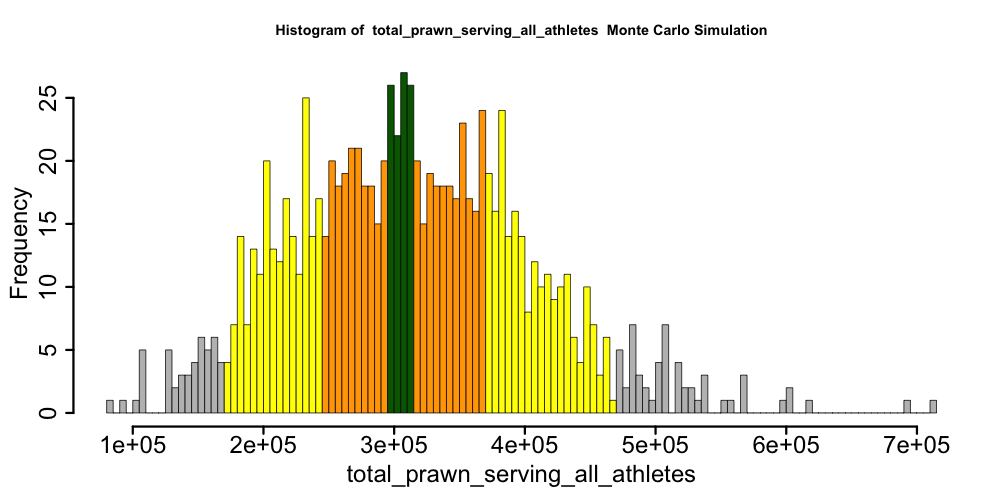 Histogram of  total_prawn_serving_all_athletes  Monte Carlo Simulation
Frequency
25
20
15
10
5
0
1e+05 2e+05 3e+05 4e+05 5e+05 6e+05 7e+05
total_prawn_serving_all_athletes